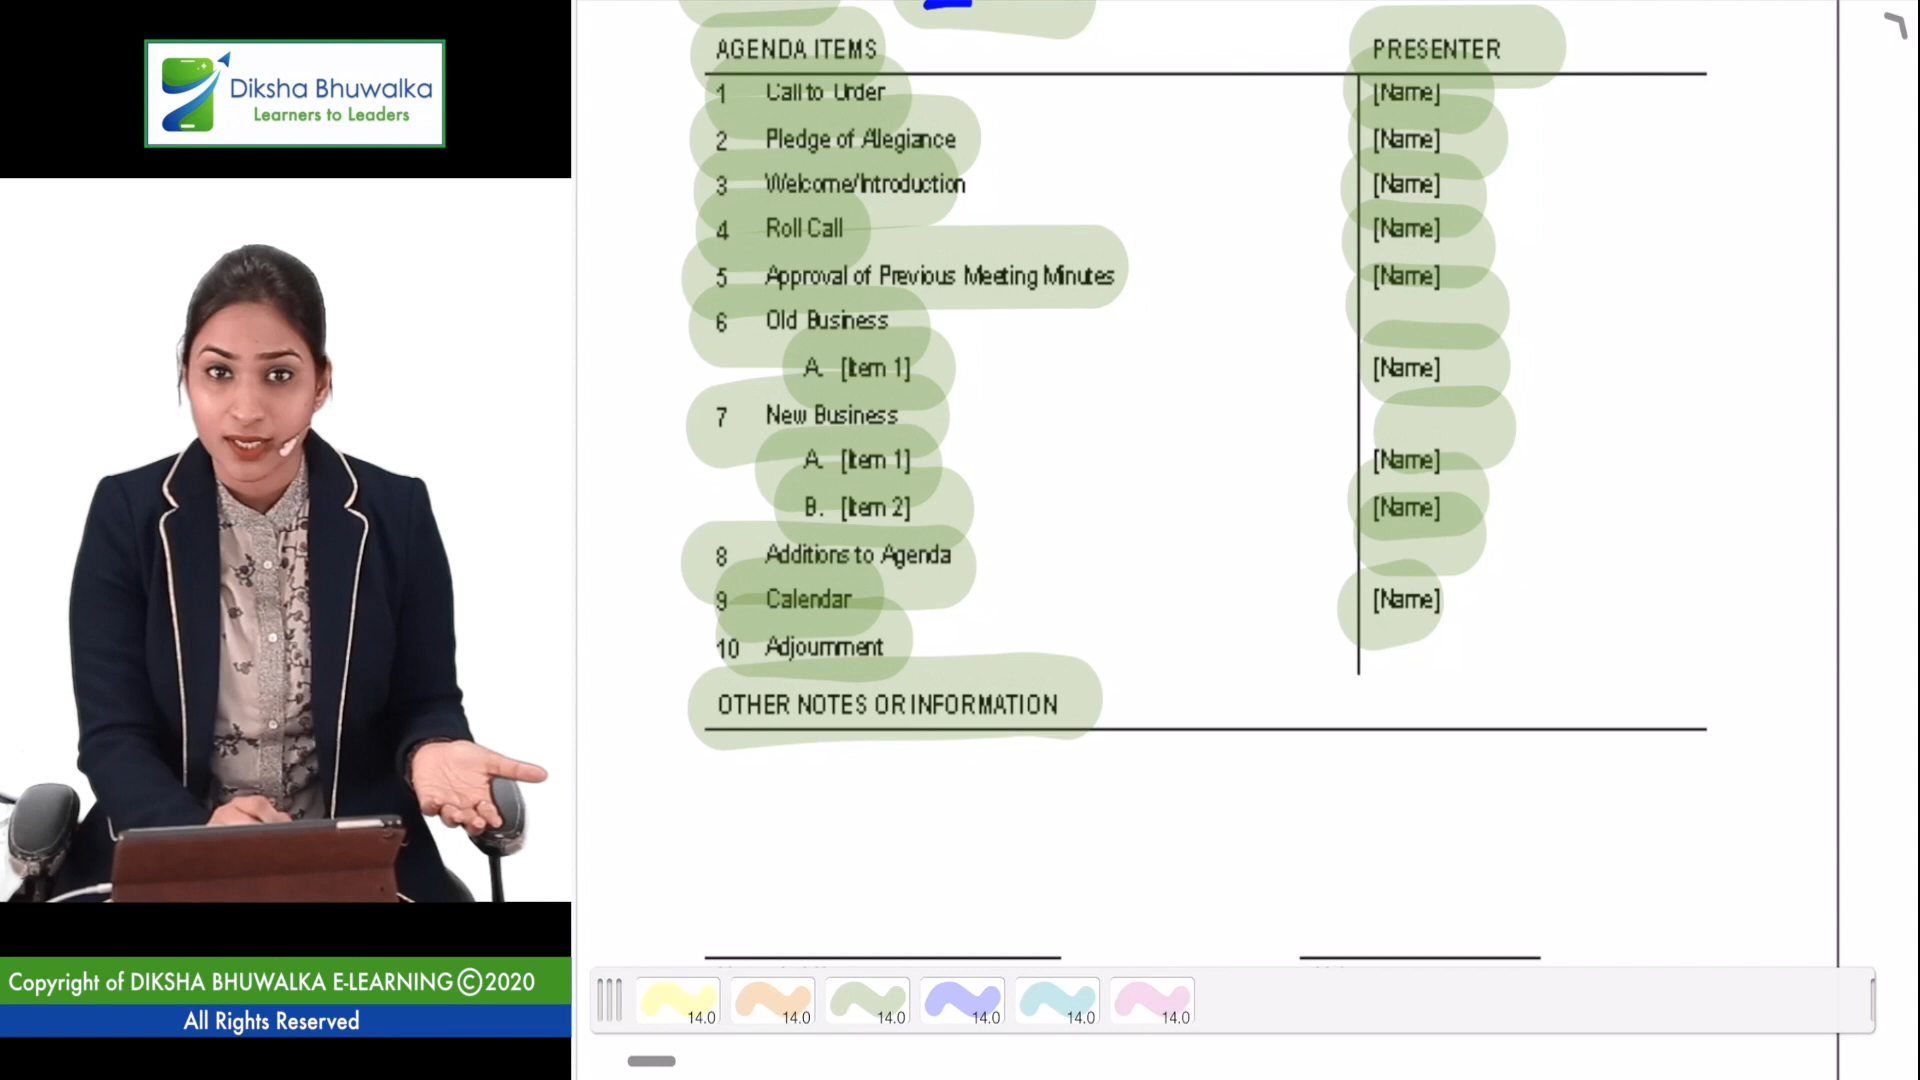 Diksha Bhuwalka
Learners to Leaders
AGENDA ITEMS PRESENTER
1 Call to Order [Name]
2 Pledge of Allegiance [Name]
3 Welcome/Introduction [Name]
4 Roll Call [Name]
5 Approval of Previous Meeting Minutes [Name]
6 Old Business
A. [Item 1] [Name]
7 New Business
A. [Item 1] [Name]
B. [Item 2] [Name]
8 Additions to Agenda
9 Calendar [Name]
10 Adjournment
OTHER NOTES OR INFORMATION
14.0 14.0 14.0 14.0 14.0 14.0
Copyright of DIKSHA BHUWALKA E-LEARNING©2020
All Rights Reserved